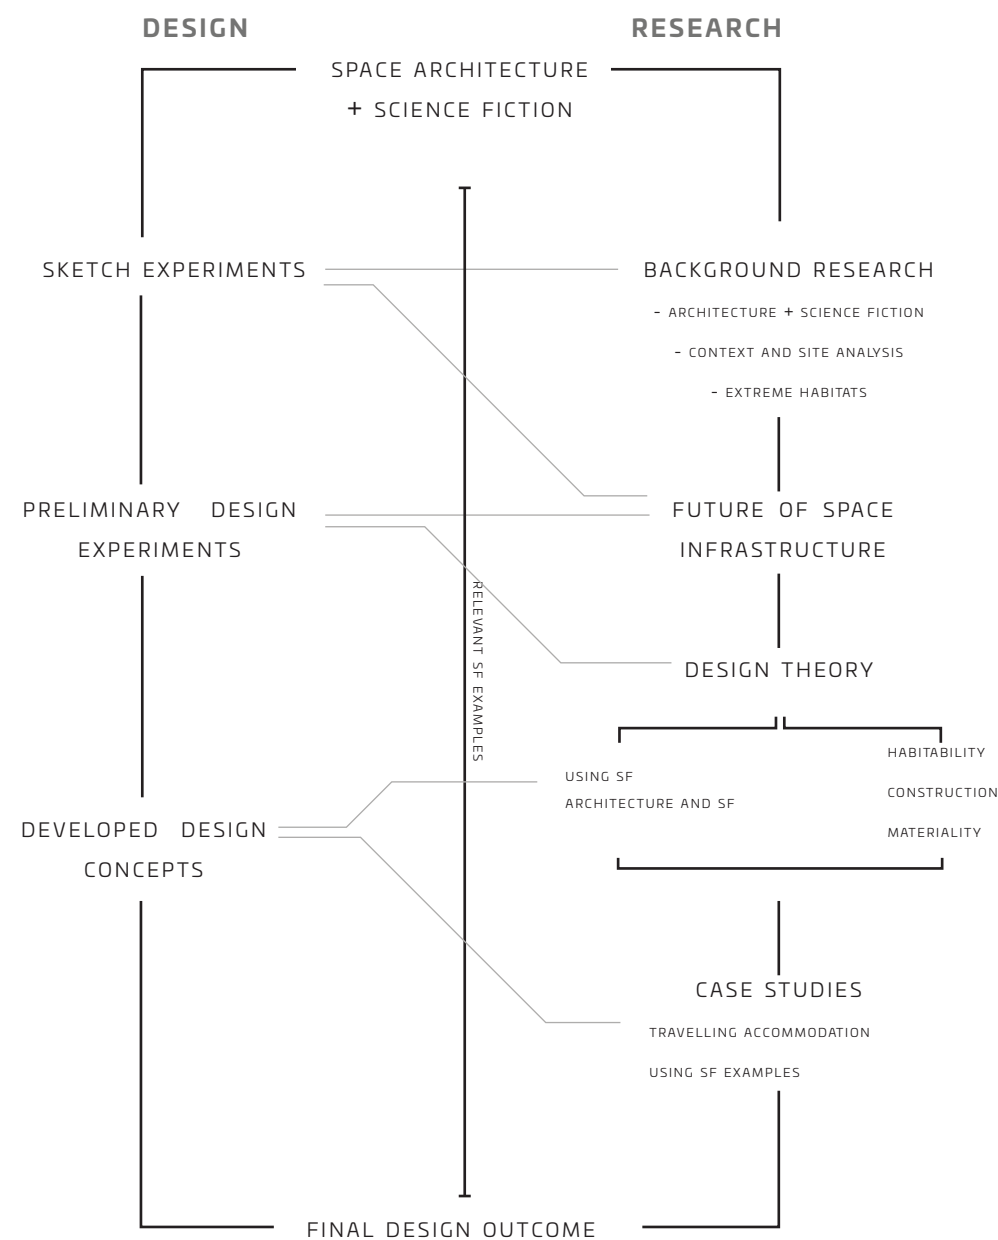 DESIGN
RESEARCH
SPACE ARCHITECTURE
+ SCIENCE FICTION
SKETCH EXPERIMENTS
BACKGROUND RESEARCH
- ARCHITECTURE + SCIENCE FICTION
- CONTEXT AND SITE ANALYSIS
- EXTREME HABITATS
PRELIMINARY DESIGN
EXPERIMENTS
FUTURE OF SPACE
INFRASTRUCTURE
RELEVANT SF EXAMPLES
DESIGN THEORY
USING SF
ARCHITECTURE AND SF
HABITABILITY
CONSTRUCTION
MATERIALITY
DEVELOPED DESIGN
CONCEPTS
CASE STUDIES
TRAVELLING ACCOMMODATION
USING SF EXAMPLES
FINAL DESIGN OUTCOME